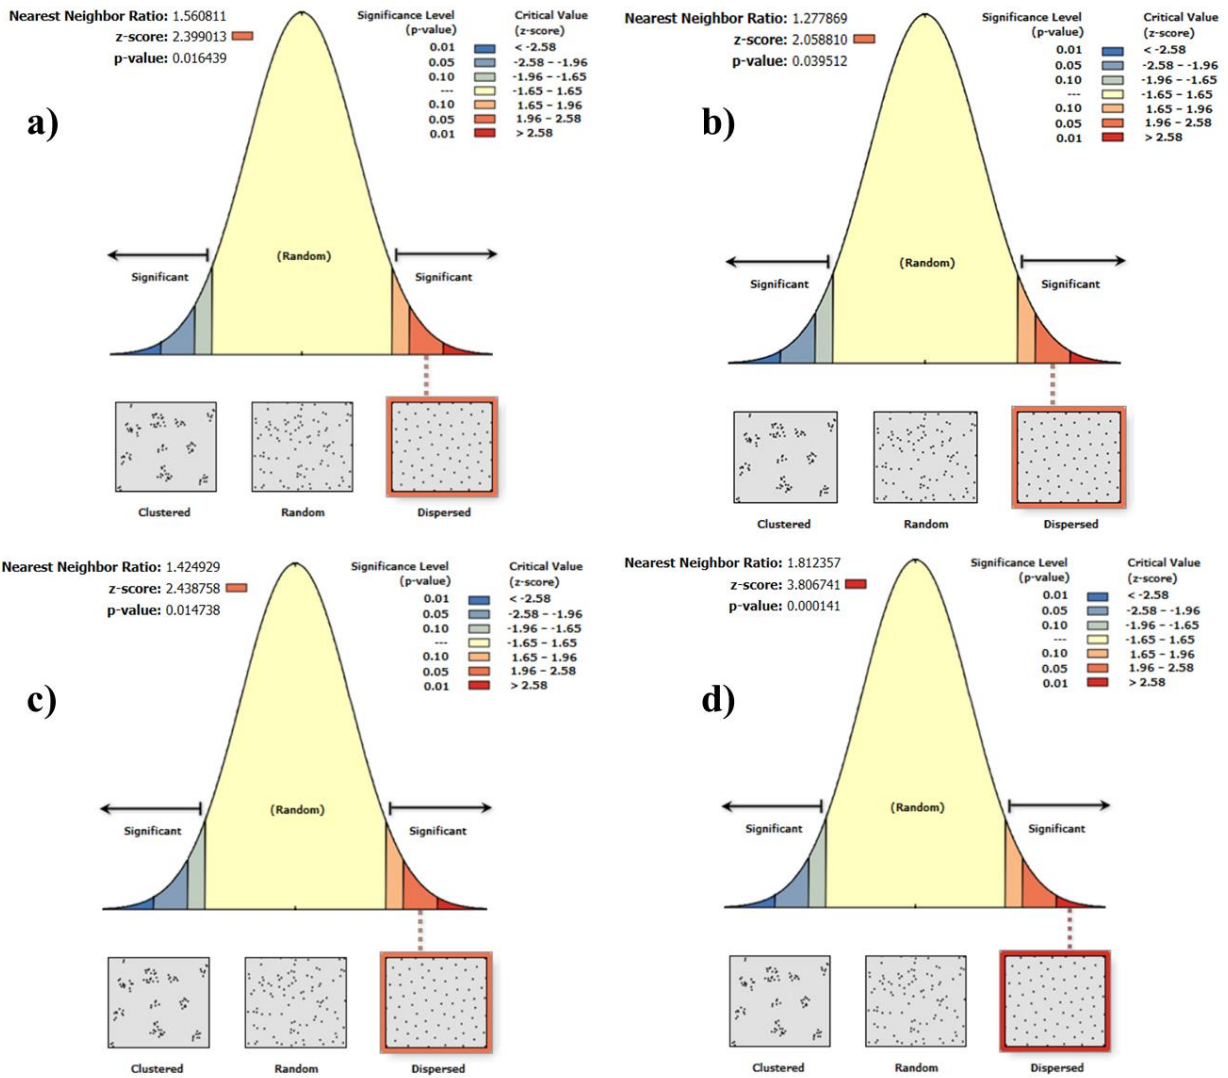 a)
Nearest Neighbor Ratio: 1.560811
z-score: 2.399013
p-value: 0.016439
Significance Level (p-value)
Critical Value (z-score)
0.01 < -2.58
0.05 -2.58 – -1.96
0.10 -1.96 – -1.65
--- -1.65 – 1.65
0.10 1.65 – 1.96
0.05 1.96 – 2.58
0.01 > 2.58
(Random)
Significant
Significant
Clustered
Random
Dispersed
b)
Nearest Neighbor Ratio: 1.277869
z-score: 2.058810
p-value: 0.039512
Significance Level (p-value)
Critical Value (z-score)
0.01 < -2.58
0.05 -2.58 – -1.96
0.10 -1.96 – -1.65
--- -1.65 – 1.65
0.10 1.65 – 1.96
0.05 1.96 – 2.58
0.01 > 2.58
(Random)
Significant
Significant
Clustered
Random
Dispersed
c)
Nearest Neighbor Ratio: 1.424929
z-score: 2.438758
p-value: 0.014738
Significance Level (p-value)
Critical Value (z-score)
0.01 < -2.58
0.05 -2.58 – -1.96
0.10 -1.96 – -1.65
--- -1.65 – 1.65
0.10 1.65 – 1.96
0.05 1.96 – 2.58
0.01 > 2.58
(Random)
Significant
Significant
Clustered
Random
Dispersed
d)
Nearest Neighbor Ratio: 1.812357
z-score: 3.806741
p-value: 0.000141
Significance Level (p-value)
Critical Value (z-score)
0.01 < -2.58
0.05 -2.58 – -1.96
0.10 -1.96 – -1.65
--- -1.65 – 1.65
0.10 1.65 – 1.96
0.05 1.96 – 2.58
0.01 > 2.58
(Random)
Significant
Significant
Clustered
Random
Dispersed